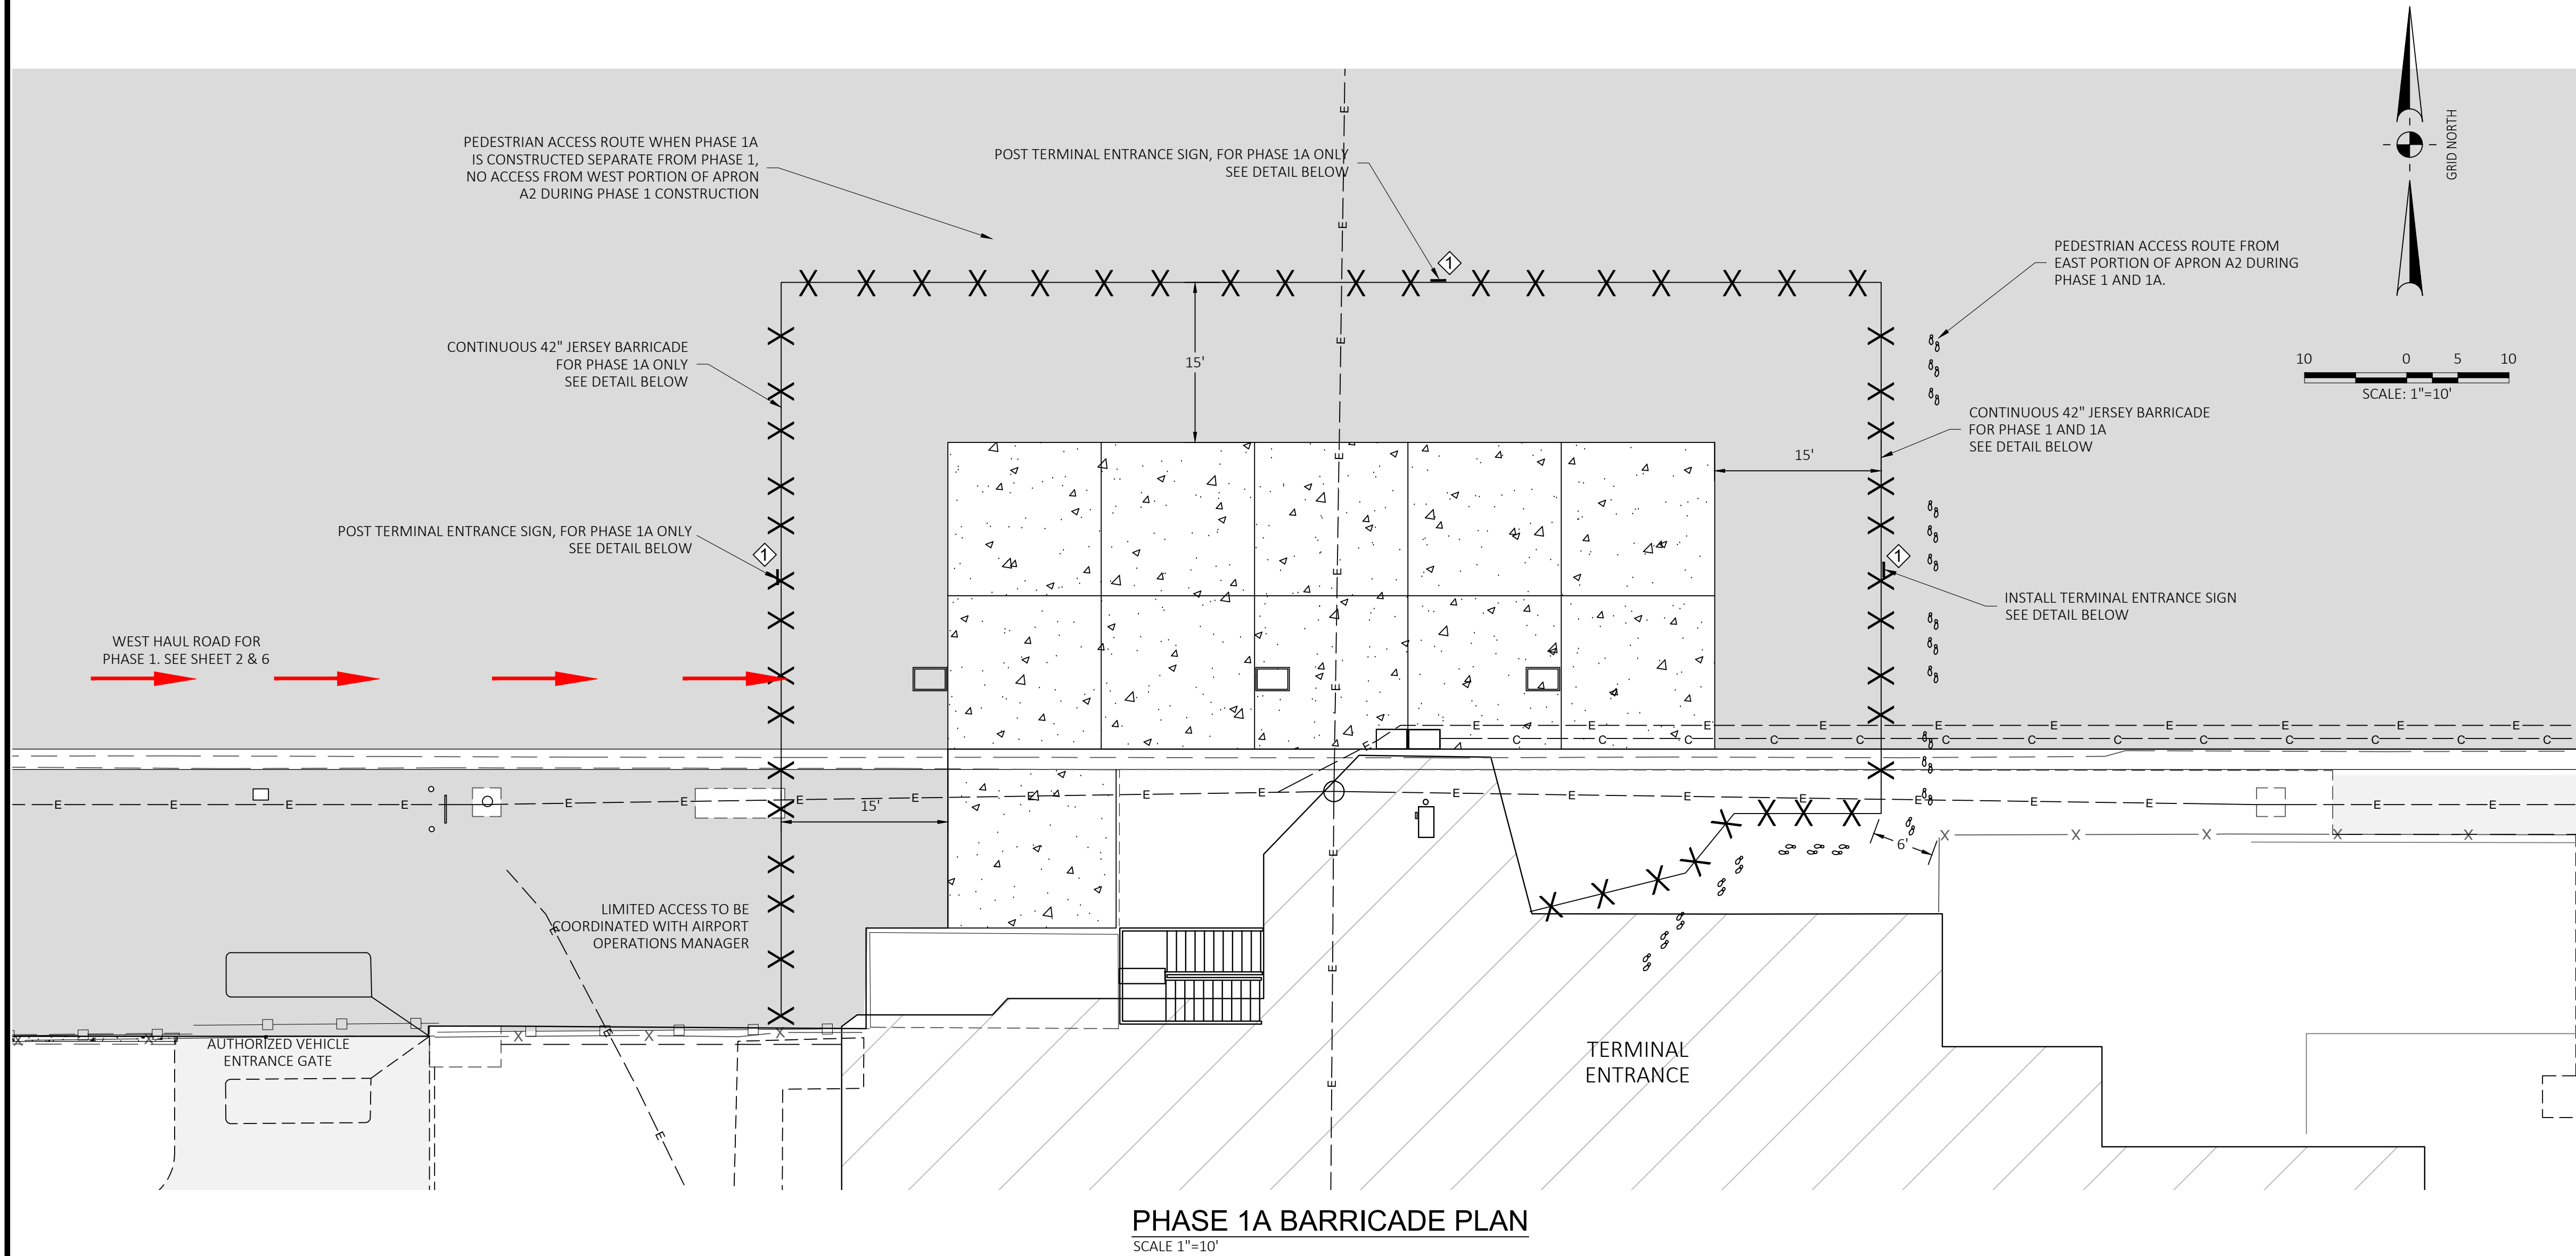 PEDESTRIAN ACCESS ROUTE WHEN PHASE 1A
IS CONSTRUCTED SEPARATE FROM PHASE 1,
NO ACCESS FROM WEST PORTION OF APRON
A2 DURING PHASE 1 CONSTRUCTION
POST TERMINAL ENTRANCE SIGN, FOR PHASE 1A ONLY
SEE DETAIL BELOW
1
GRID NORTH
PEDESTRIAN ACCESS ROUTE FROM
EAST PORTION OF APRON A2 DURING
PHASE 1 AND 1A.
CONTINUOUS 42" JERSEY BARRICADE
FOR PHASE 1A ONLY
SEE DETAIL BELOW
15'
10 0 5 10
SCALE: 1"=10'
CONTINUOUS 42" JERSEY BARRICADE
FOR PHASE 1 AND 1A
SEE DETAIL BELOW
15'
POST TERMINAL ENTRANCE SIGN, FOR PHASE 1A ONLY
SEE DETAIL BELOW
1
1
INSTALL TERMINAL ENTRANCE SIGN
SEE DETAIL BELOW
WEST HAUL ROAD FOR
PHASE 1. SEE SHEET 2 & 6
15'
6'
LIMITED ACCESS TO BE
COORDINATED WITH AIRPORT
OPERATIONS MANAGER
AUTHORIZED VEHICLE
ENTRANCE GATE
TERMINAL
ENTRANCE
PHASE 1A BARRICADE PLAN
SCALE 1"=10'